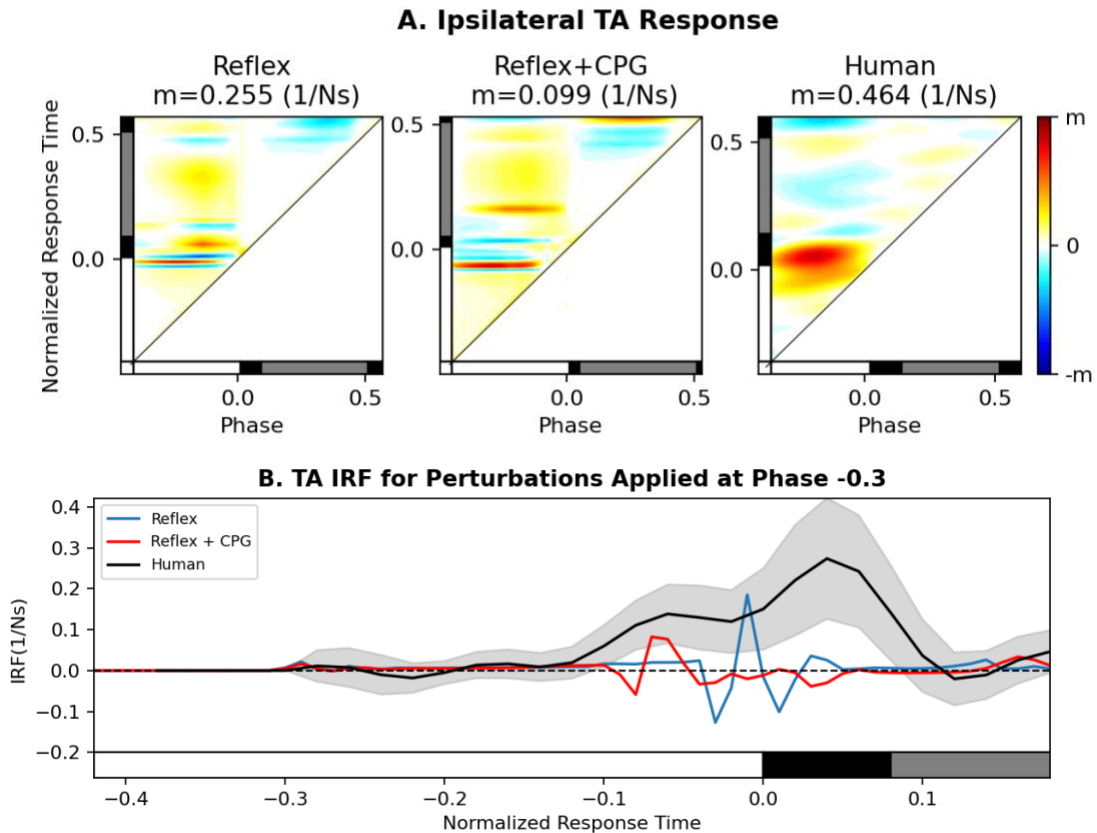 A. Ipsilateral TA Response
Reflex
m=0.255 (1/Ns)
Reflex+CPG
m=0.099 (1/Ns)
Human
m=0.464 (1/Ns)
Normalized Response Time
0.5
0.0
0.5
0.0
0.5
0.0
m
0
-m
0.0 0.5
0.0 0.5
0.0 0.5
Phase
Phase
Phase
B. TA IRF for Perturbations Applied at Phase -0.3
IRF(1/Ns)
0.4
0.3
0.2
0.1
0.0
−0.1
−0.2
Reflex
Reflex + CPG
Human
−0.4 −0.3 −0.2 −0.1 0.0 0.1
Normalized Response Time